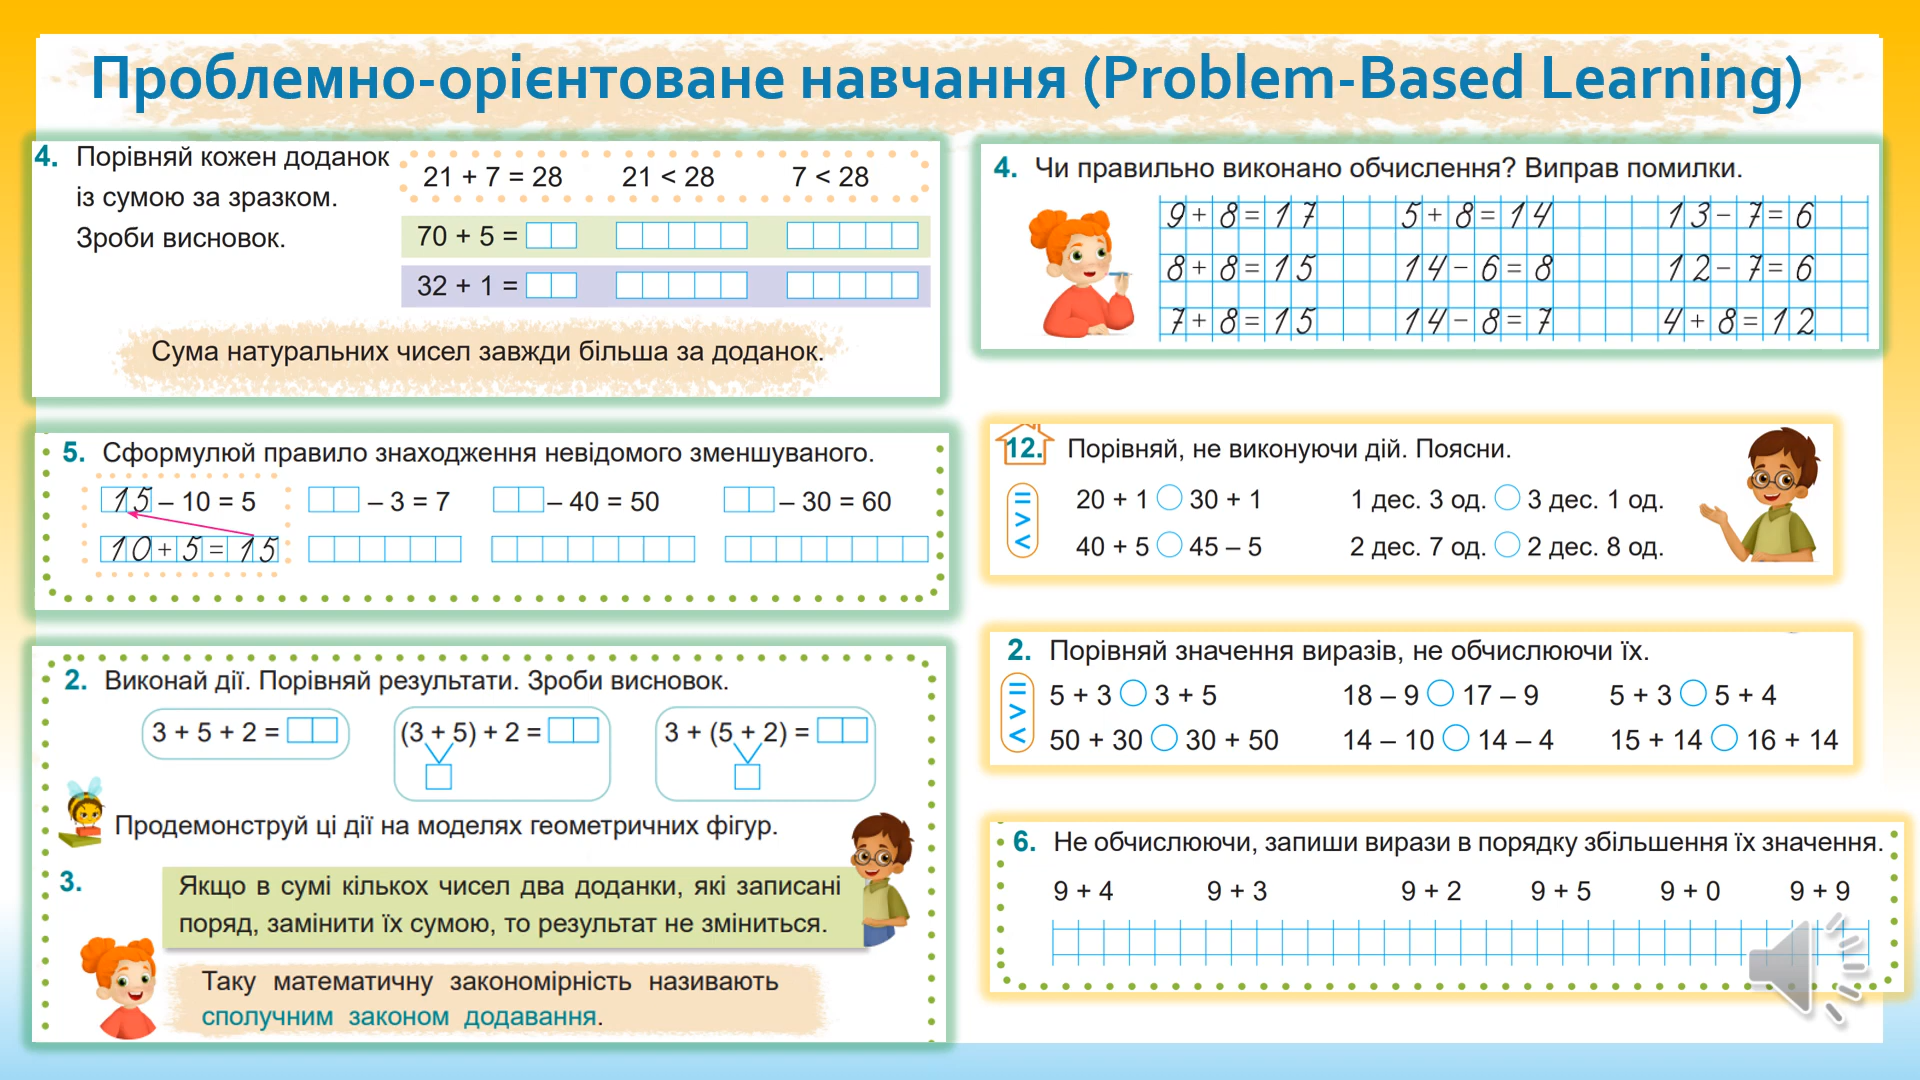 Проблемно-орієнтоване навчання (Problem-Based Learning)
4. Порівняй кожен доданок
із сумою за зразком.
Зроби висновок.
21 + 7 = 28 21 < 28 7 < 28
70 + 5 =
32 + 1 =
Сума натуральних чисел завжди більша за доданок.
5. Сформулюй правило знаходження невідомого зменшуваного.
15 – 10 = 5 – 3 = 7 – 40 = 50 – 30 = 60
10 + 5 = 15
2. Виконай дії. Порівняй результати. Зроби висновок.
3 + 5 + 2 = (3 + 5) + 2 = 3 + (5 + 2) =
Продемонструй ці дії на моделях геометричних фігур.
3. Якщо в сумі кількох чисел два доданки, які записані
поряд, замінити їх сумою, то результат не зміниться.
Таку математичну закономірність називають
сполучним законом додавання.
4. Чи правильно виконано обчислення? Виправ помилки.
9 + 8 = 17 5 + 8 = 14 13 – 7 = 6
8 + 8 = 15 14 – 6 = 8 12 – 7 = 6
7 + 8 = 15 14 – 8 = 7 4 + 8 = 12
12. Порівняй, не виконуючи дій. Поясни.
= > <
20 + 1 30 + 1 1 дес. 3 од. 3 дес. 1 од.
40 + 5 45 – 5 2 дес. 7 од. 2 дес. 8 од.
2. Порівняй значення виразів, не обчислюючи їх.
= > <
5 + 3 3 + 5 18 – 9 17 – 9 5 + 3 5 + 4
50 + 30 30 + 50 14 – 10 14 – 4 15 + 14 16 + 14
6. Не обчислюючи, запиши вирази в порядку збільшення їх значення.
9 + 4 9 + 3 9 + 2 9 + 5 9 + 0 9 + 9